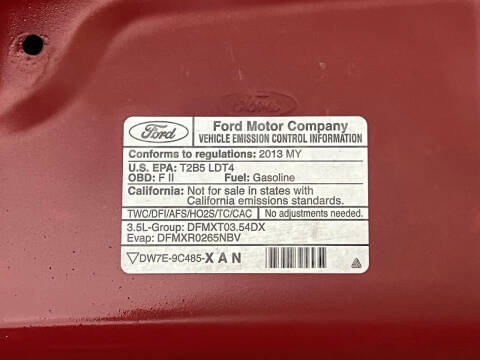 Ford
Ford Motor Company
VEHICLE EMISSION CONTROL INFORMATION
Conforms to regulations: 2013 MY
U.S. EPA: T2B5 LDT4
OBD: F II Fuel: Gasoline
California: Not for sale in states with
California emissions standards.
TWC/DFI/AFS/HO2S/TC/CAC No adjustments needed.
3.5L-Group: DFMXT03.54DX
Evap: DFMXR0265NBV
DW7E-9C485-XAN